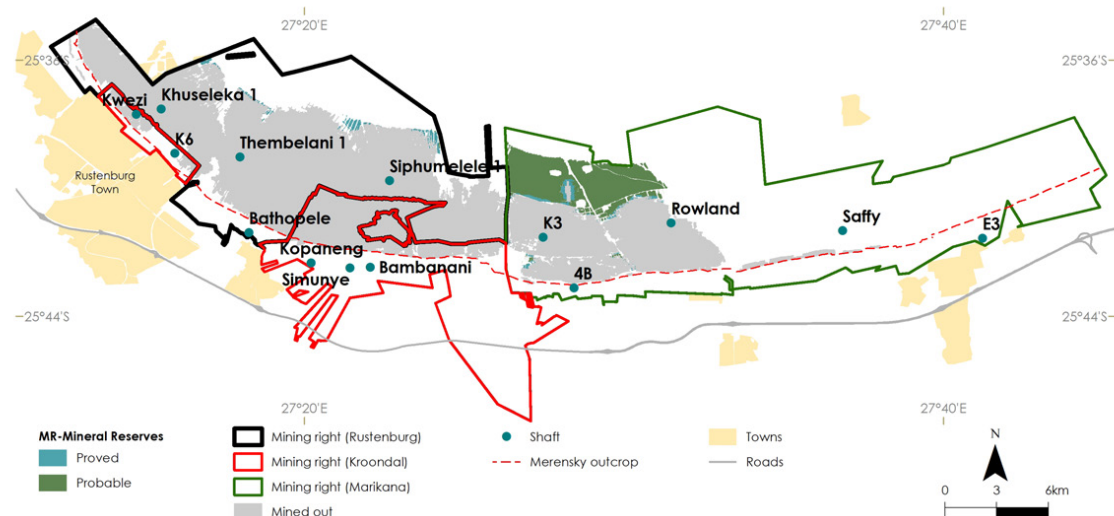 27°20'E
27°40'E
25°36'S
25°36'S
Kwezi
Khuseleka 1
K6
Thembelani 1
Siphumelele 1
Rustenburg
Town
Bathopele
K3
Rowland
Saffy
E3
Kopaneng
Simunye
Bambanani
4B
25°44'S
25°44'S
27°20'E
27°40'E
MR-Mineral Reserves
Proved
Probable
Mining right (Rustenburg)
Mining right (Kroondal)
Mining right (Marikana)
Mined out
Shaft
Merensky outcrop
Towns
Roads
N
0 3 6km